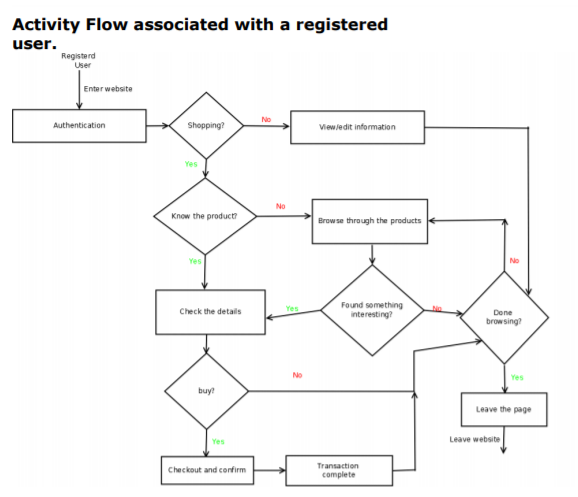 Activity Flow associated with a registered
user.
Registerd
User
Enter website
Authentication
Shopping?
No
View/edit information
Yes
Know the product?
No
Browse through the products
No
Yes
Check the details
Yes
Found something
interesting?
No
Done
browsing?
buy?
No
Yes
Leave the page
Yes
Leave website
Checkout and confirm
Transaction
complete